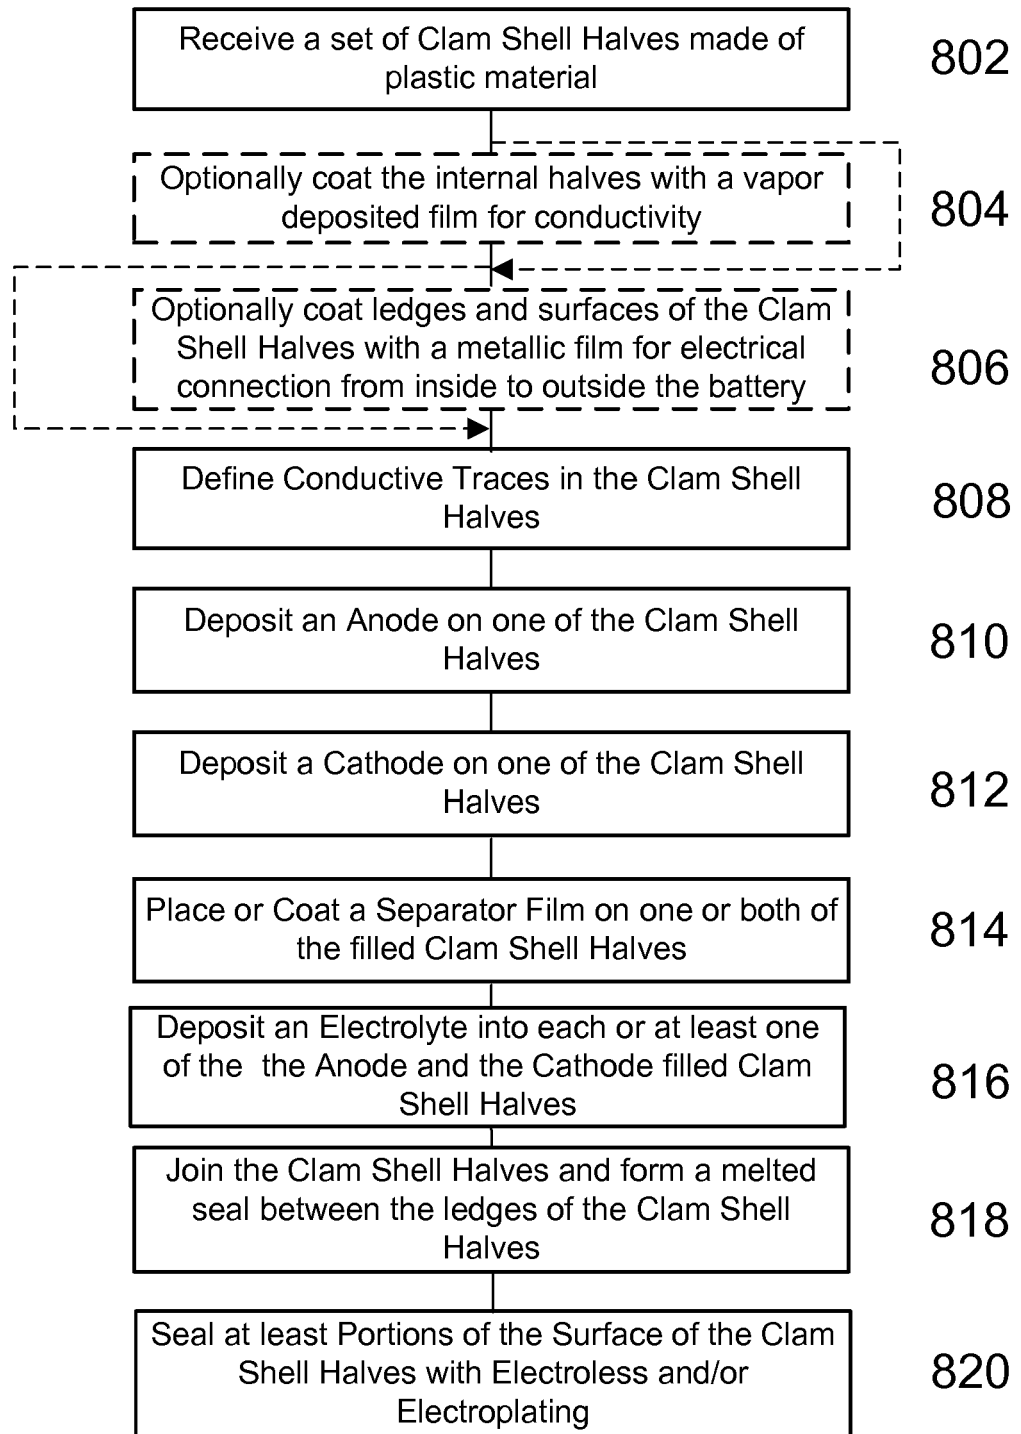 Receive a set of Clam Shell Halves made of
plastic material
802
Optionally coat the internal halves with a vapor
deposited film for conductivity
804
Optionally coat ledges and surfaces of the Clam
Shell Halves with a metallic film for electrical
connection from inside to outside the battery
806
Define Conductive Traces in the Clam Shell
Halves
808
Deposit an Anode on one of the Clam Shell
Halves
810
Deposit a Cathode on one of the Clam Shell
Halves
812
Place or Coat a Separator Film on one or both of
the filled Clam Shell Halves
814
Deposit an Electrolyte into each or at least one
of the the Anode and the Cathode filled Clam
Shell Halves
816
Join the Clam Shell Halves and form a melted
seal between the ledges of the Clam Shell
Halves
818
Seal at least Portions of the Surface of the Clam
Shell Halves with Electroless and/or
Electroplating
820